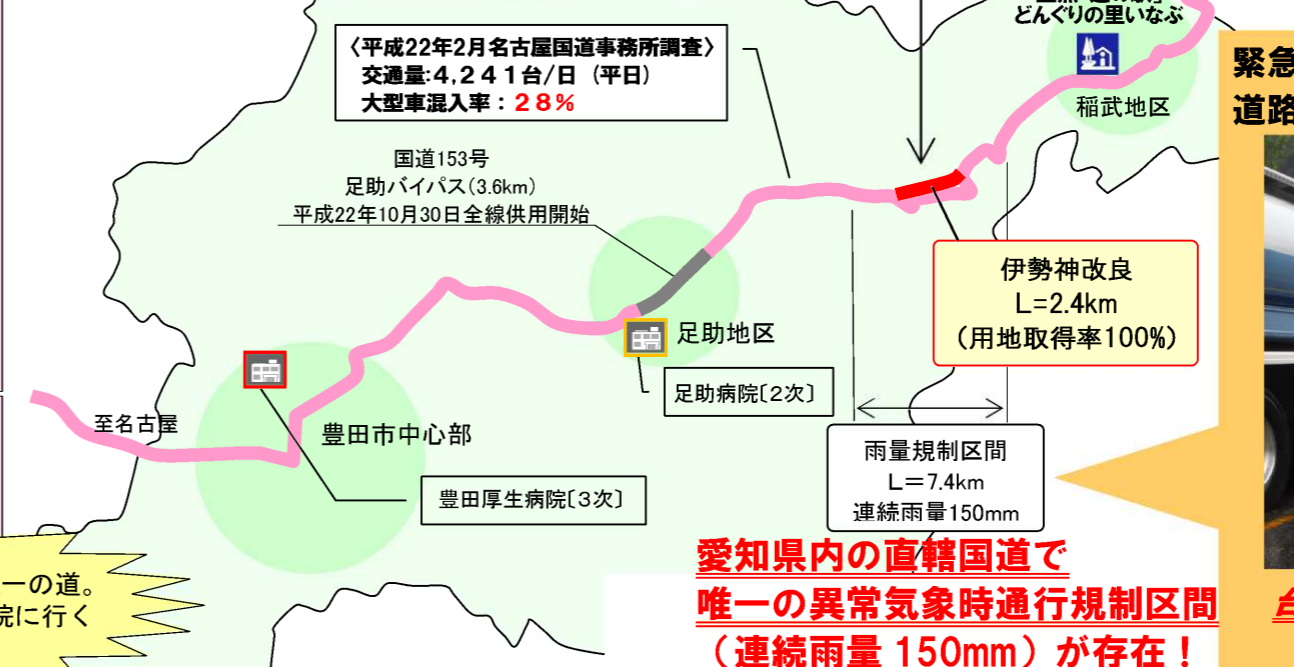 どんぐりの里いなぶ
〈平成22年2月名古屋国道事務所調査〉
交通量:4,241台/日 (平日)
大型車混入率：28%
緊急
道路
稲武地区
国道153号
足助バイパス(3.6km)
平成22年10月30日全線供用開始
伊勢神改良
L=2.4km
(用地取得率100%)
足助地区
足助病院〔2次〕
至名古屋
豊田市中心部
豊田厚生病院〔3次〕
雨量規制区間
L＝7.4km
連続雨量150mm
愛知県内の直轄国道で
唯一の異常気象時通行規制区間
（連続雨量 150mm）が存在！
一の道。
院に行く